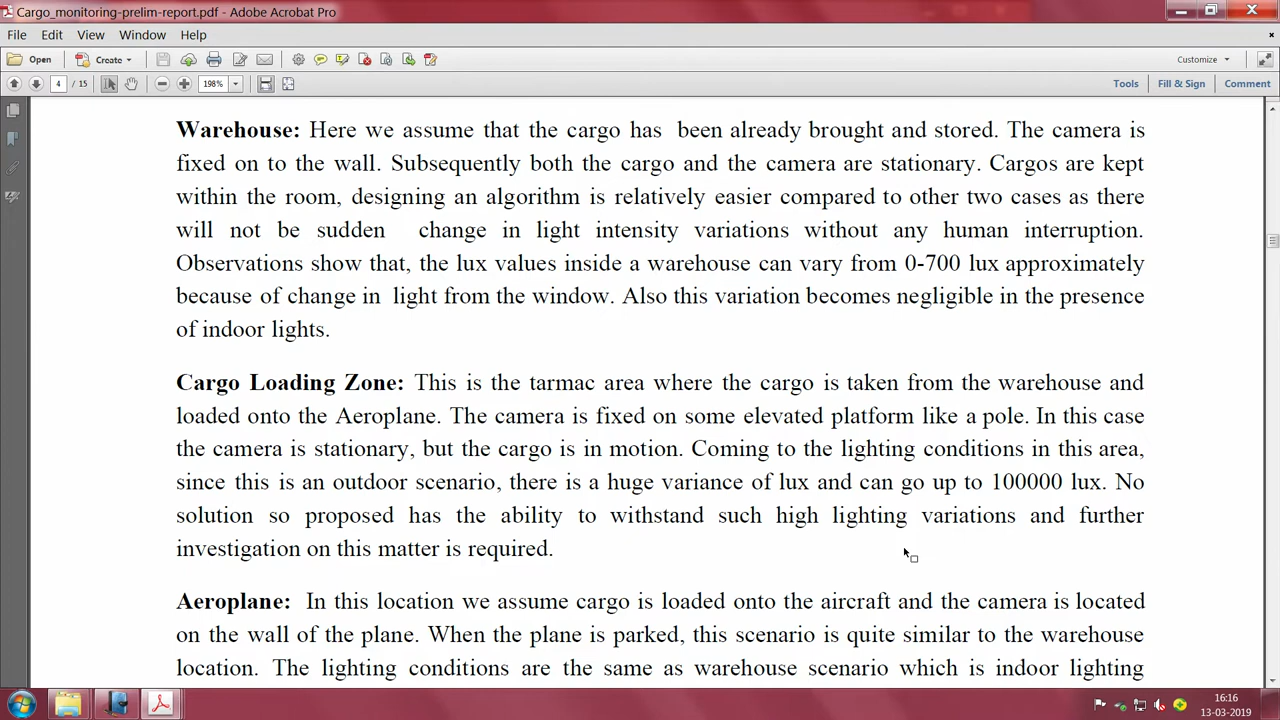 Cargo_monitoring-prelim-report.pdf - Adobe Acrobat Pro
File Edit View Window Help
Open Create Customize
4 / 15 198% Tools Fill & Sign Comment
Warehouse: Here we assume that the cargo has been already brought and stored. The camera is
fixed on to the wall. Subsequently both the cargo and the camera are stationary. Cargos are kept
within the room, designing an algorithm is relatively easier compared to other two cases as there
will not be sudden change in light intensity variations without any human interruption.
Observations show that, the lux values inside a warehouse can vary from 0-700 lux approximately
because of change in light from the window. Also this variation becomes negligible in the presence
of indoor lights.
Cargo Loading Zone: This is the tarmac area where the cargo is taken from the warehouse and
loaded onto the Aeroplane. The camera is fixed on some elevated platform like a pole. In this case
the camera is stationary, but the cargo is in motion. Coming to the lighting conditions in this area,
since this is an outdoor scenario, there is a huge variance of lux and can go up to 100000 lux. No
solution so proposed has the ability to withstand such high lighting variations and further
investigation on this matter is required.
Aeroplane: In this location we assume cargo is loaded onto the aircraft and the camera is located
on the wall of the plane. When the plane is parked, this scenario is quite similar to the warehouse
location. The lighting conditions are the same as warehouse scenario which is indoor lighting
16:16
13-03-2019